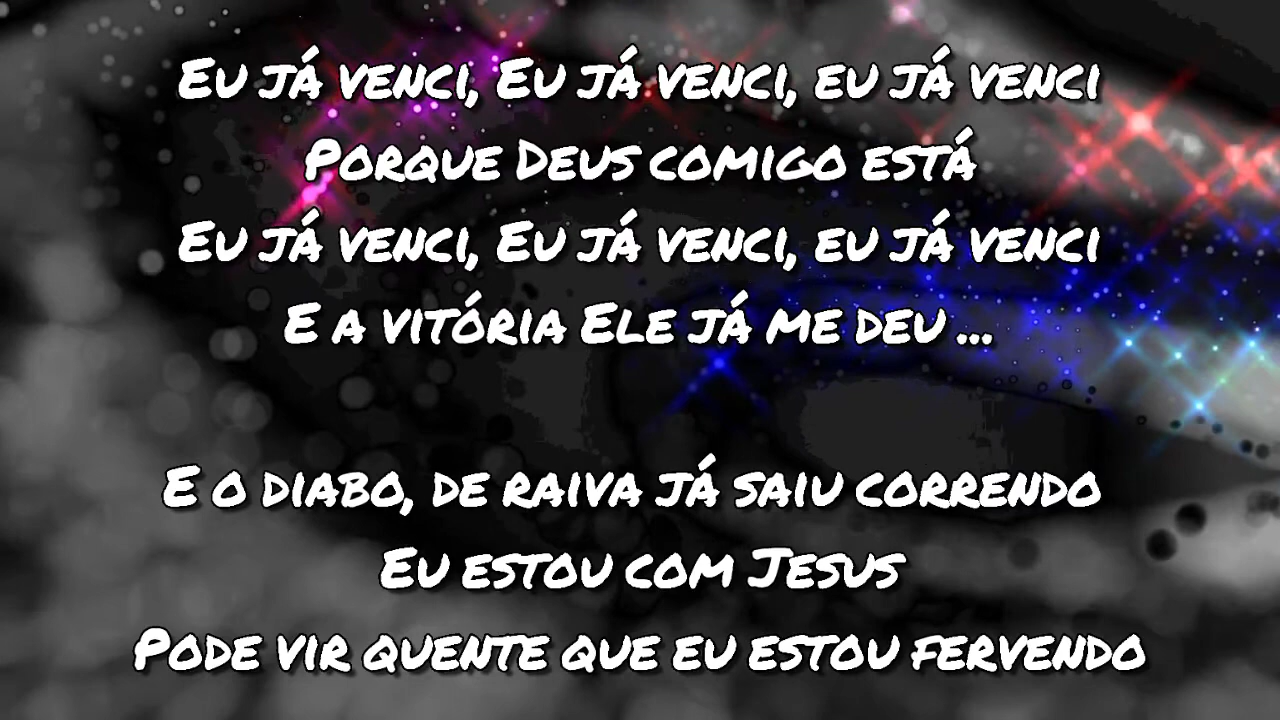 Eu já venci, Eu já venci, eu já venci
Porque Deus comigo está
Eu já venci, Eu já venci, eu já venci
E a vitória Ele já me deu ...
E o diabo, de raiva já saiu correndo
Eu estou com Jesus
Pode vir quente que eu estou fervendo